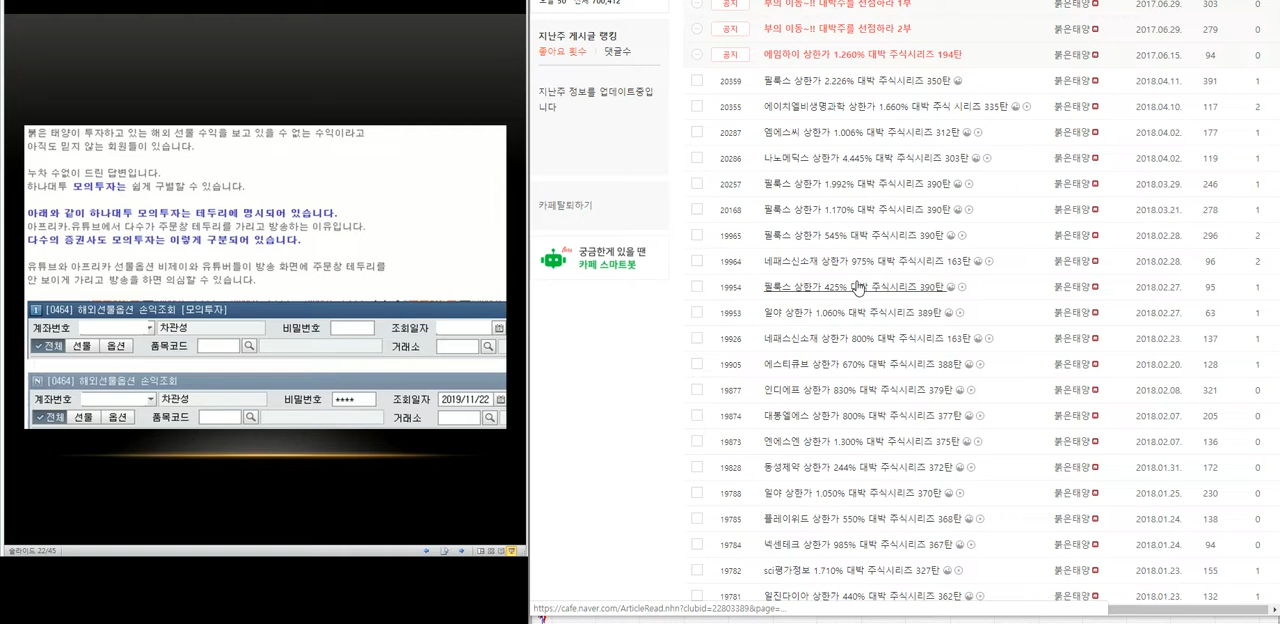 붉은 태양이 투자하고 있는 해외 선물 수익을 보고 있을 수 없는 수익이라고
아직도 믿지 않는 회원들이 있습니다.
누차 수없이 드린 답변입니다.
하나대투 모의투자는 쉽게 구별할 수 있습니다.
아래와 같이 하나대투 모의투자는 테두리에 명시되어 있습니다.
아프리카.유튜브에서 다수가 주문창 테두리를 가리고 방송하는 이유입니다.
다수의 증권사도 모의투자는 이렇게 구분되어 있습니다.
유튜브와 아프리카 선물옵션 비제이와 유튜버들이 방송 화면에 주문창 테두리를
안 보이게 가리고 방송을 하면 의심할 수 있습니다.
[0464] 해외선물옵션 손익조회 [모의투자]
계좌번호 차관성 비밀번호 조회일자
전체 선물 옵션 품목코드 거래소
[0464] 해외선물옵션 손익조회
계좌번호 차관성 비밀번호 **** 조회일자 2019/11/22
전체 선물 옵션 품목코드 거래소
슬라이드 22/45
지난주 게시글 랭킹
좋아요 횟수 댓글수
지난주 정보를 업데이트중입
니다
카페탈퇴하기
궁금한게 있을 땐
카페 스마트봇
공지 부의 이동~!! 대박수를 선점하라 1부 붉은태양 2017.06.29. 303 0
공지 부의 이동~!! 대박주를 선점하라 2부 붉은태양 2017.06.29. 279 0
공지 에임하이 상한가 1.260% 대박 주식시리즈 194탄 붉은태양 2017.06.15. 94 0
20359 필룩스 상한가 2.226% 대박 주식시리즈 350탄 붉은태양 2018.04.11. 391 1
20355 에이치엘비생명과학 상한가 1.660% 대박 주식 시리즈 335탄 붉은태양 2018.04.10. 117 2
20287 엠에스씨 상한가 1.006% 대박 주식시리즈 312탄 붉은태양 2018.04.02. 177 1
20286 나노메딕스 상한가 4.445% 대박 주식시리즈 303탄 붉은태양 2018.04.02. 119 1
20257 필룩스 상한가 1.992% 대박 주식시리즈 390탄 붉은태양 2018.03.29. 246 1
20168 필룩스 상한가 1.170% 대박 주식시리즈 390탄 붉은태양 2018.03.21. 278 1
19965 필룩스 상한가 545% 대박 주식시리즈 390탄 붉은태양 2018.02.28. 296 2
19964 네패스신소재 상한가 975% 대박 주식시리즈 163탄 붉은태양 2018.02.28. 96 2
19954 필룩스 상한가 425% 대박 주식시리즈 390탄 붉은태양 2018.02.27. 95 1
19953 일야 상한가 1.060% 대박 주식시리즈 389탄 붉은태양 2018.02.27. 63 1
19926 네패스신소재 상한가 800% 대박 주식시리즈 163탄 붉은태양 2018.02.23. 137 1
19905 에스티큐브 상한가 670% 대박 주식시리즈 388탄 붉은태양 2018.02.20. 128 1
19877 인디에프 상한가 830% 대박 주식시리즈 379탄 붉은태양 2018.02.08. 321 0
19874 대봉엘에스 상한가 800% 대박 주식시리즈 377탄 붉은태양 2018.02.07. 205 0
19873 엔에스엔 상한가 1.300% 대박 주식시리즈 375탄 붉은태양 2018.02.07. 136 0
19828 동성제약 상한가 244% 대박 주식시리즈 372탄 붉은태양 2018.01.31. 172 0
19788 일야 상한가 1.050% 대박 주식시리즈 370탄 붉은태양 2018.01.25. 230 0
19785 플레이위드 상한가 550% 대박 주식시리즈 368탄 붉은태양 2018.01.24. 138 0
19784 넥센테크 상한가 985% 대박 주식시리즈 367탄 붉은태양 2018.01.24. 94 0
19782 sci평가정보 1.710% 대박 주식시리즈 327탄 붉은태양 2018.01.23. 155 1
19781 일진다이아 상한가 440% 대박 주식시리즈 362탄 붉은태양 2018.01.23. 132 1
https://cafe.naver.com/ArticleRead.nhn?clubid=22803389&page=...